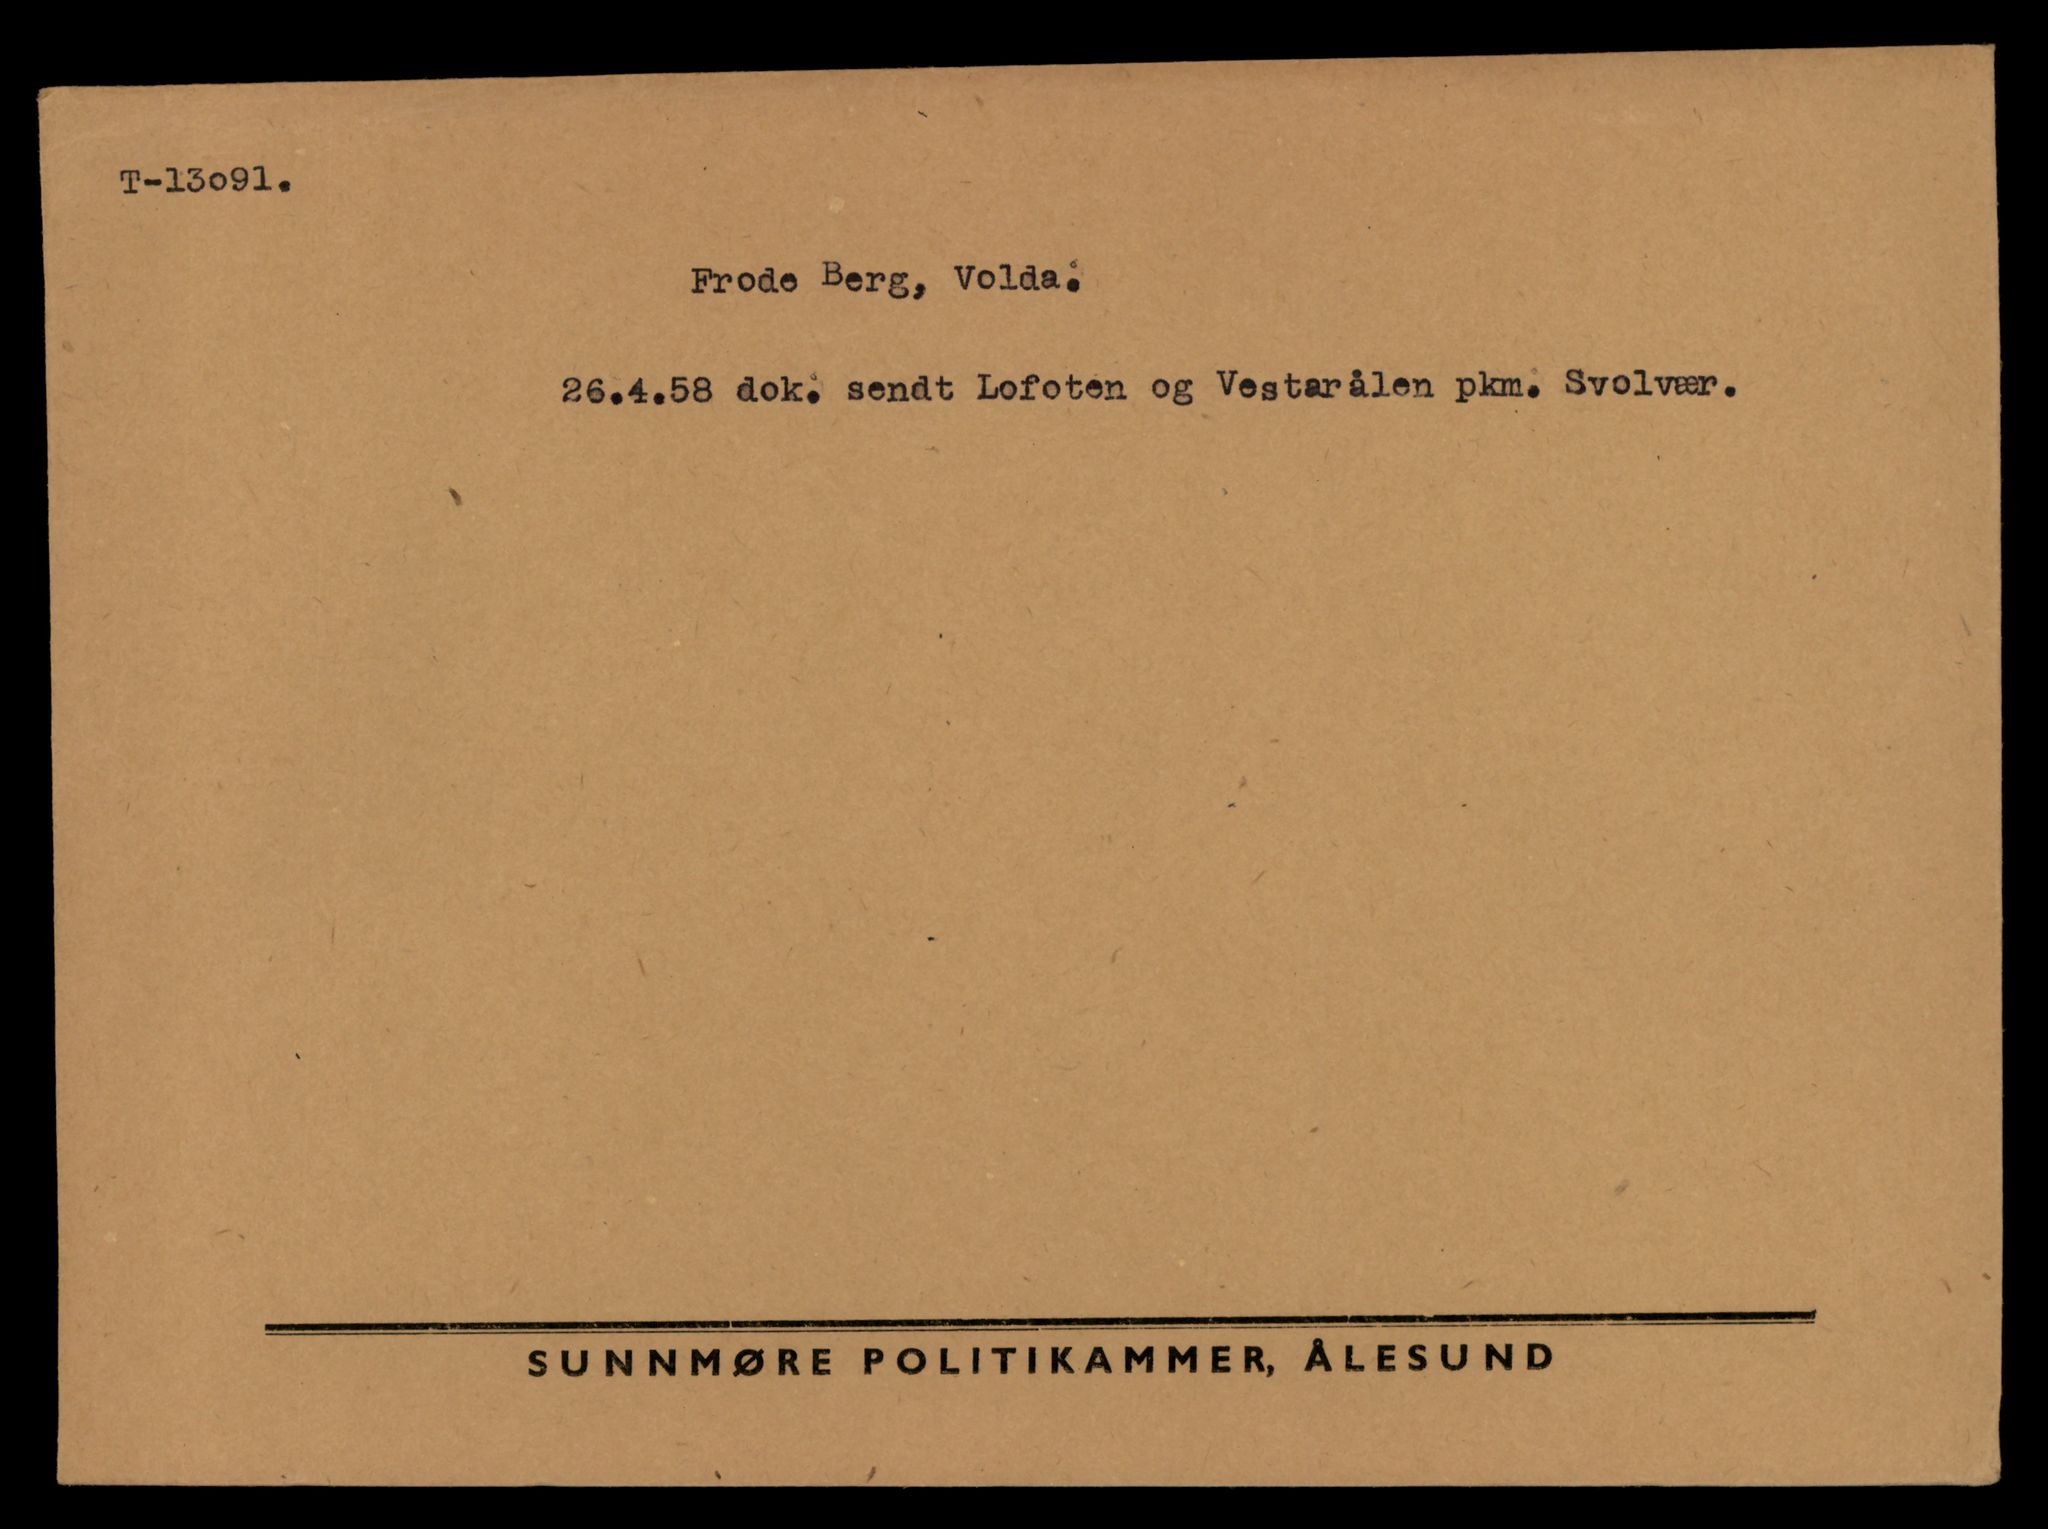 T-13o91.
Frode Berg, Volda.
26.4.58 dok. sendt Lofoten og Vestarålen pkm. Svolvær.
SUNNMØRE POLITIKAMMER, ÅLESUND